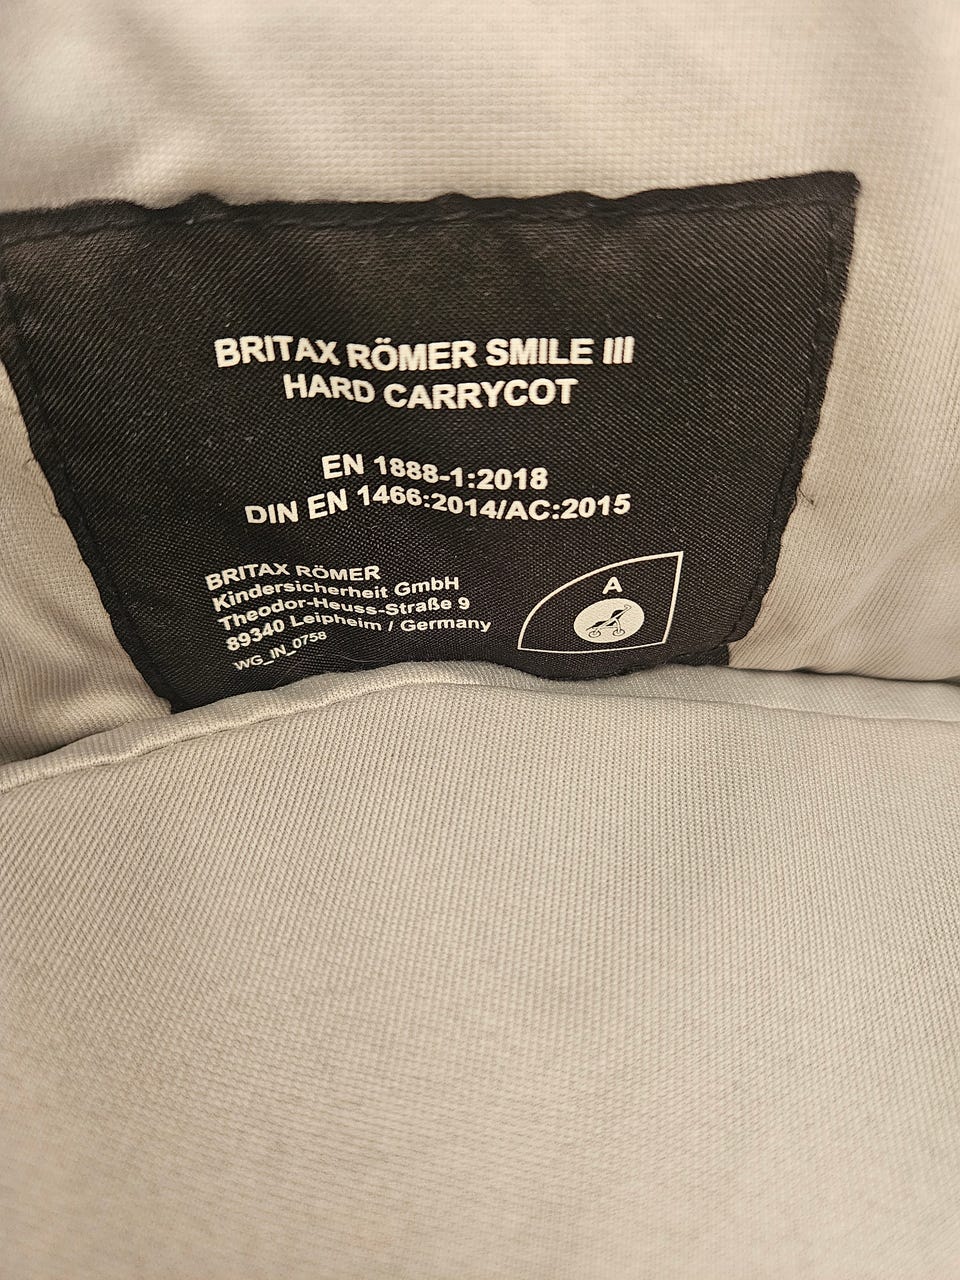 BRITAX RÖMER SMILE III
HARD CARRYCOT
EN 1888-1:2018
DIN EN 1466:2014/AC:2015
BRITAX RÖMER
Kindersicherheit GmbH
Theodor-Heuss-Straße 9
89340 Leipheim / Germany
WG_IN_0758
A